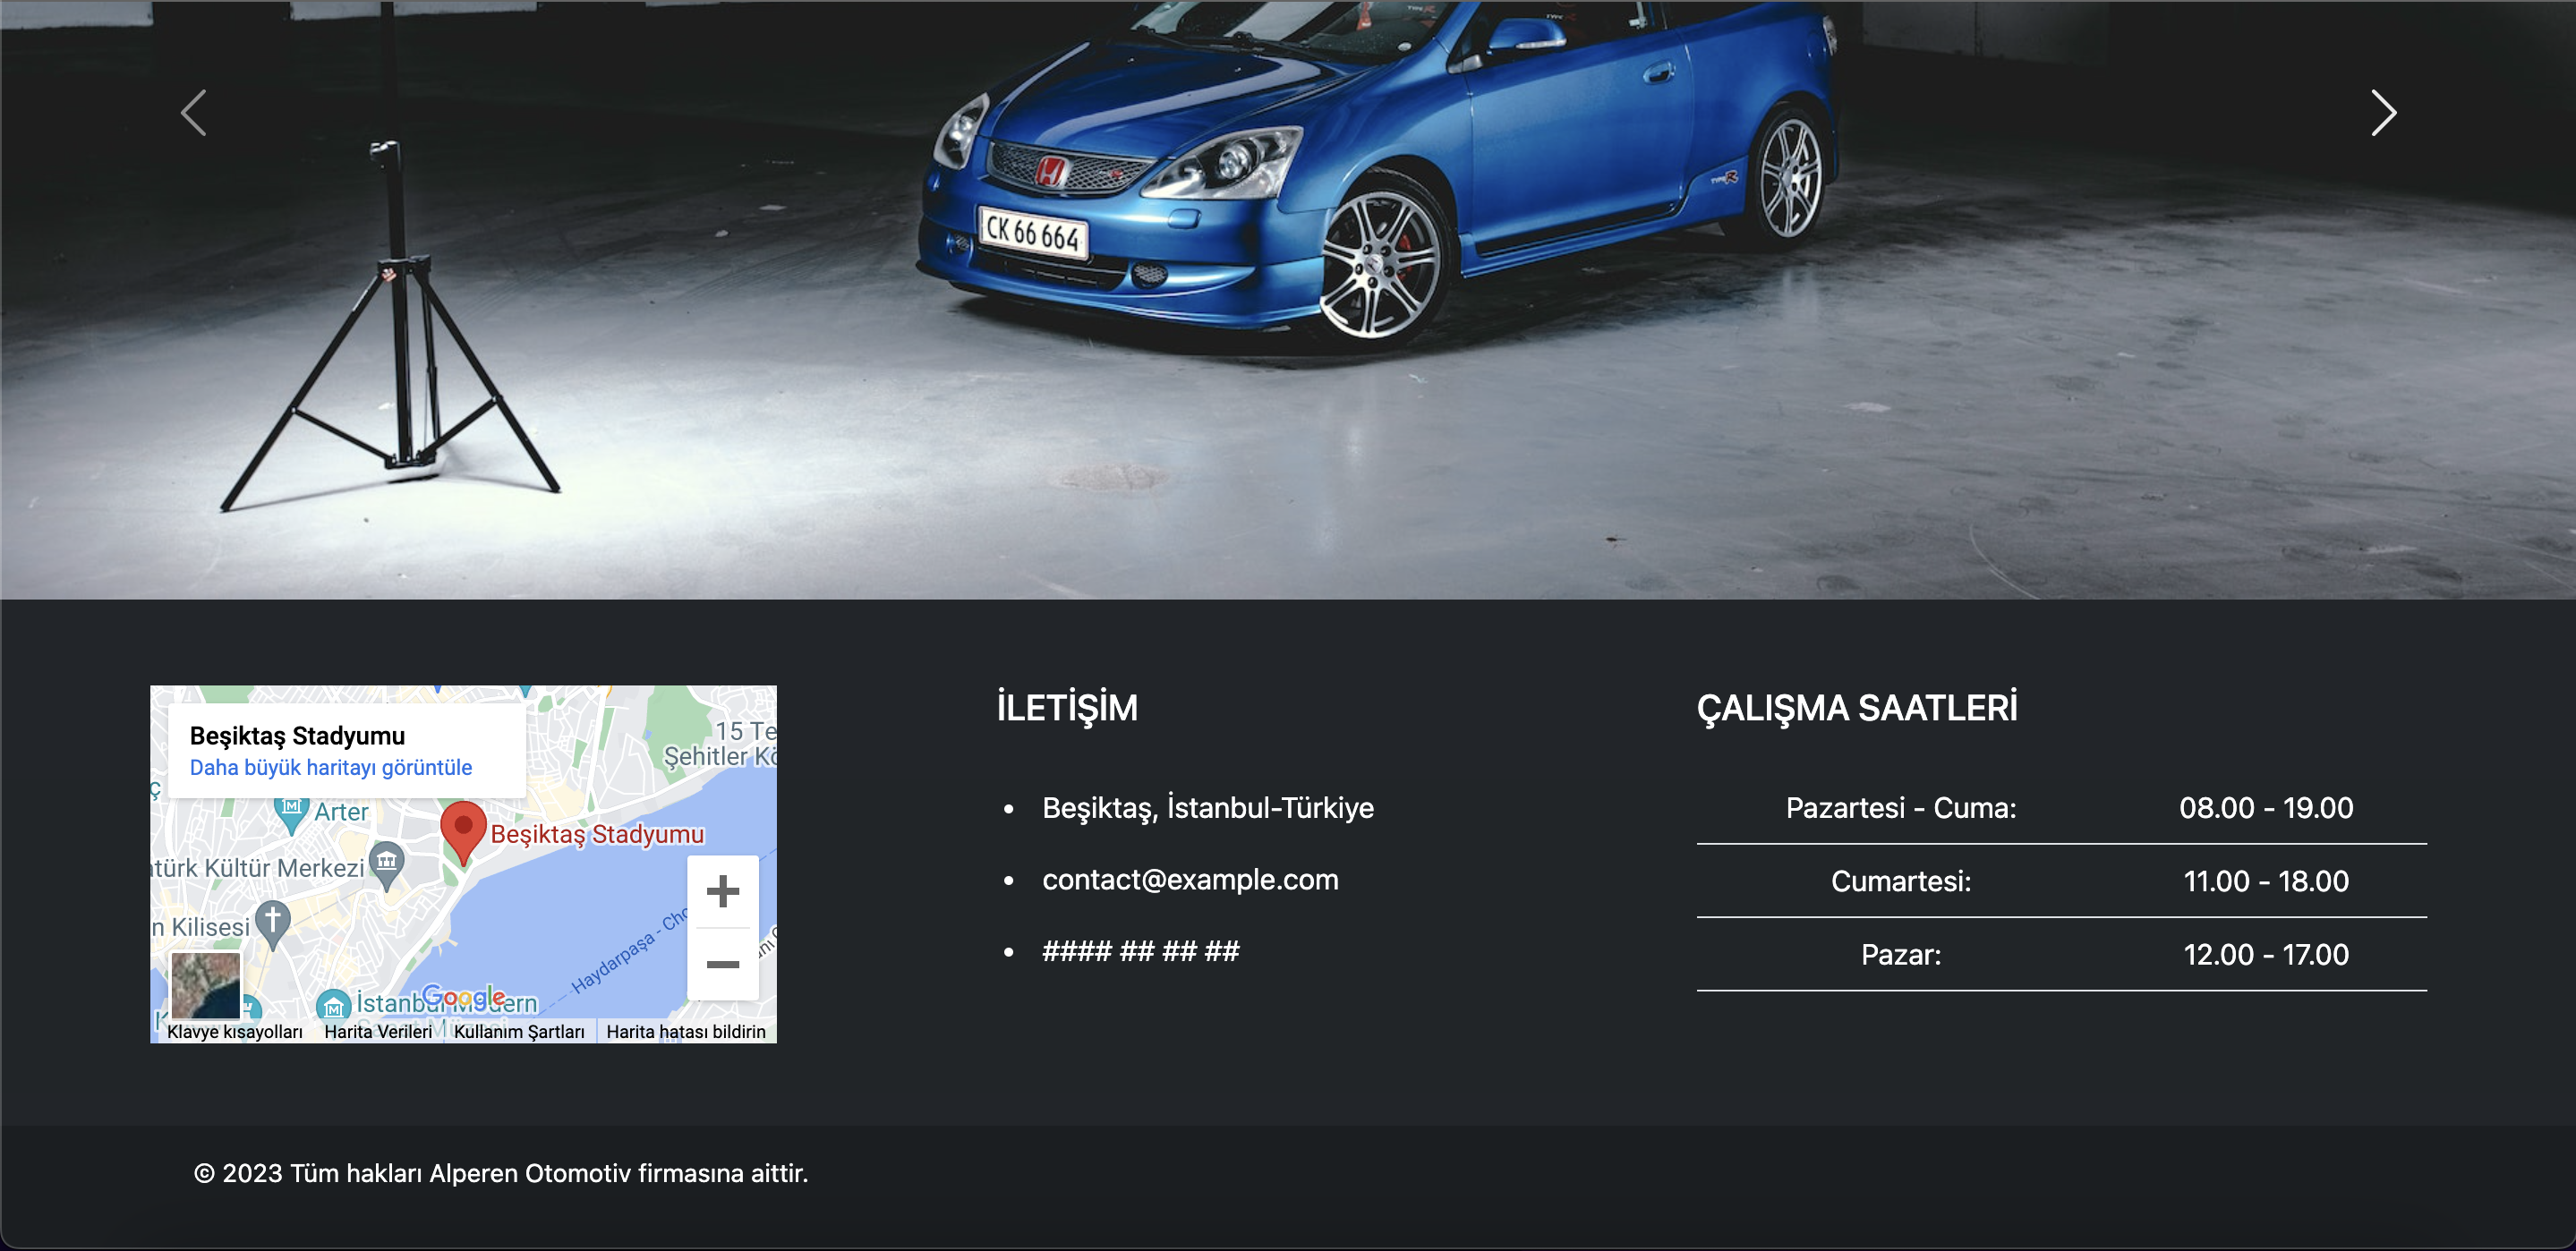 TYPE R
CK 66 664
Beşiktaş Stadyumu
Daha büyük haritayı görüntüle
15 Te
Şehitler Kö
Arter
Beşiktaş Stadyumu
türk Kültür Merkezi
n Kilisesi
Haydarpaşa - Cho
İstanbul Modern
Google
Klavye kısayolları Harita Verileri Kullanım Şartları Harita hatası bildirin
İLETİŞİM
• Beşiktaş, İstanbul-Türkiye
• contact@example.com
• #### ## ## ##
ÇALIŞMA SAATLERİ
Pazartesi - Cuma: 08.00 - 19.00
Cumartesi: 11.00 - 18.00
Pazar: 12.00 - 17.00
© 2023 Tüm hakları Alperen Otomotiv firmasına aittir.